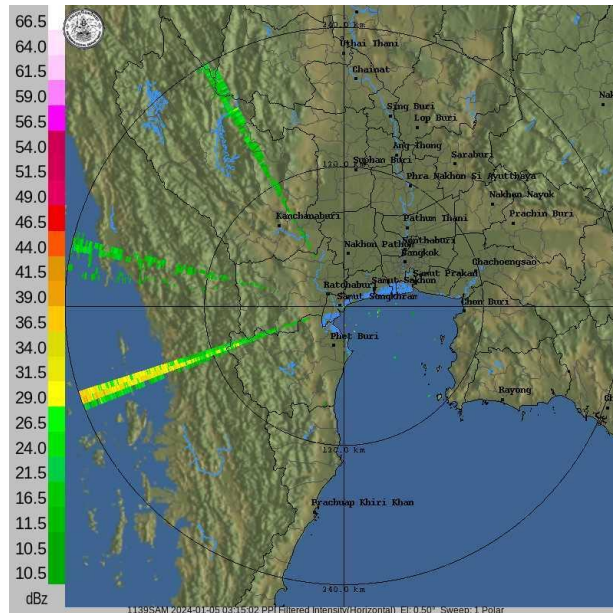 66.5
64.0
61.5
59.0
56.5
54.0
51.5
49.0
46.5
44.0
41.5
39.0
36.5
34.0
31.5
29.0
26.5
24.0
21.5
16.5
11.5
10.5
10.5
dBz
240.0 km
Uthai Thani
Chainat
Sing Buri
Lop Buri
Ang Thong
120.0 km
Suphan Buri
Saraburi
Phra Nakhon Si Ayutthaya
Nakhon Nayok
Kanchanaburi
Pathum Thani
Prachin Buri
Nonthaburi
Nakhon Pathom
Bangkok
Chachoengsao
Samut Prakan
Samut Sakhon
Ratchaburi
Samut Songkhram
Chon Buri
Phet Buri
Rayong
120.0 km
Prachuap Khiri Khan
240.0 km
1139SAM 2024-01-05 03:15:02 PPI Filtered Intensity(Horizontal) El: 0.50° Sweep: 1 Polar